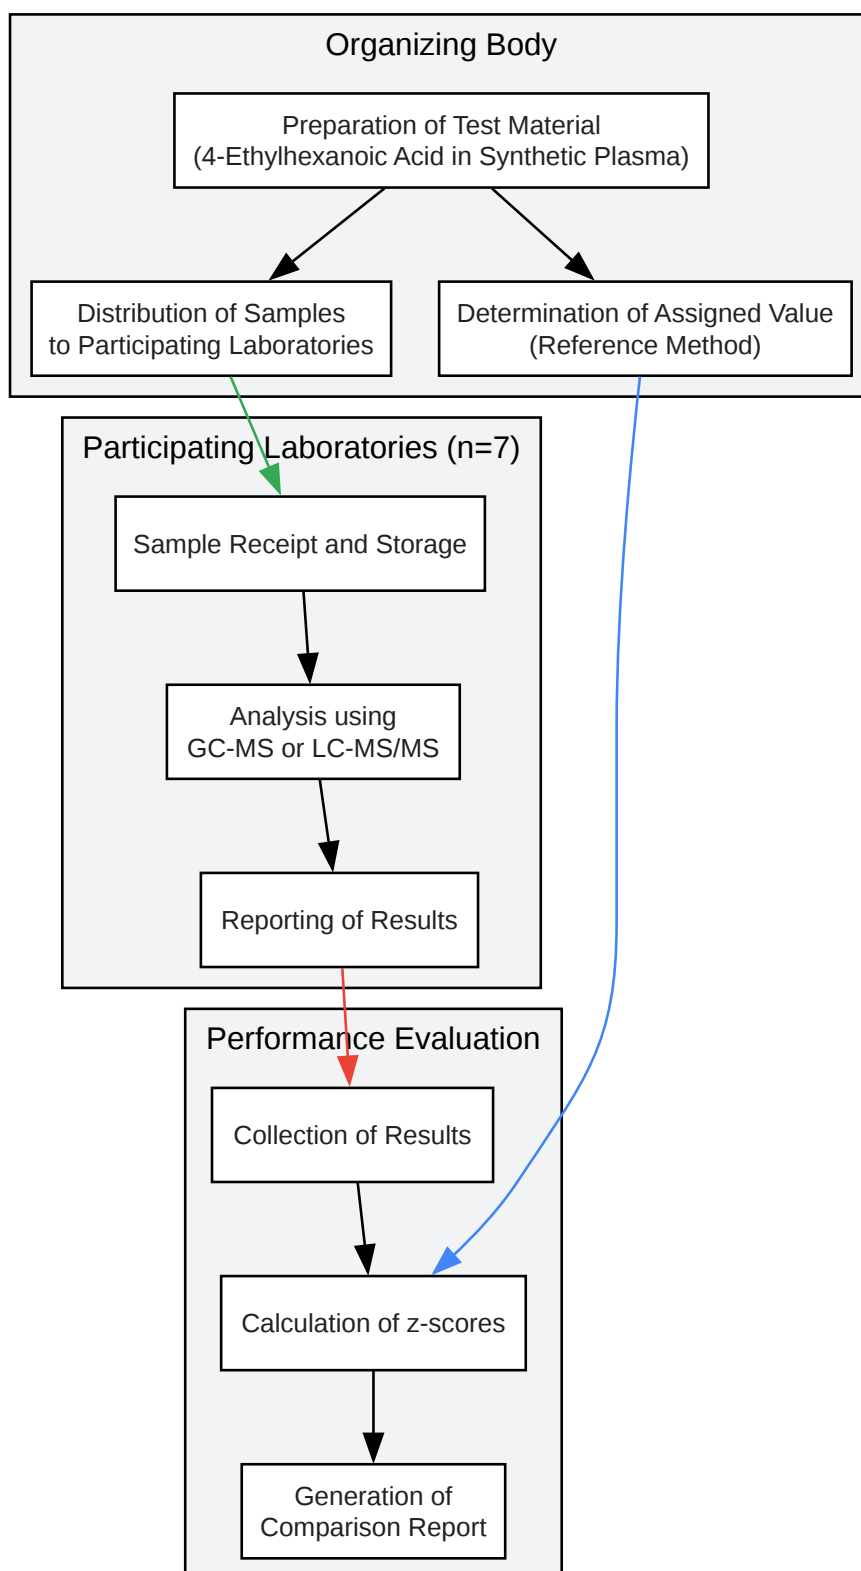 Organizing Body
Preparation of Test Material
(4-Ethylhexanoic Acid in Synthetic Plasma)
Distribution of Samples
to Participating Laboratories
Determination of Assigned Value
(Reference Method)
Participating Laboratories (n=7)
Sample Receipt and Storage
Analysis using
GC-MS or LC-MS/MS
Reporting of Results
Performance Evaluation
Collection of Results
Calculation of z-scores
Generation of
Comparison Report